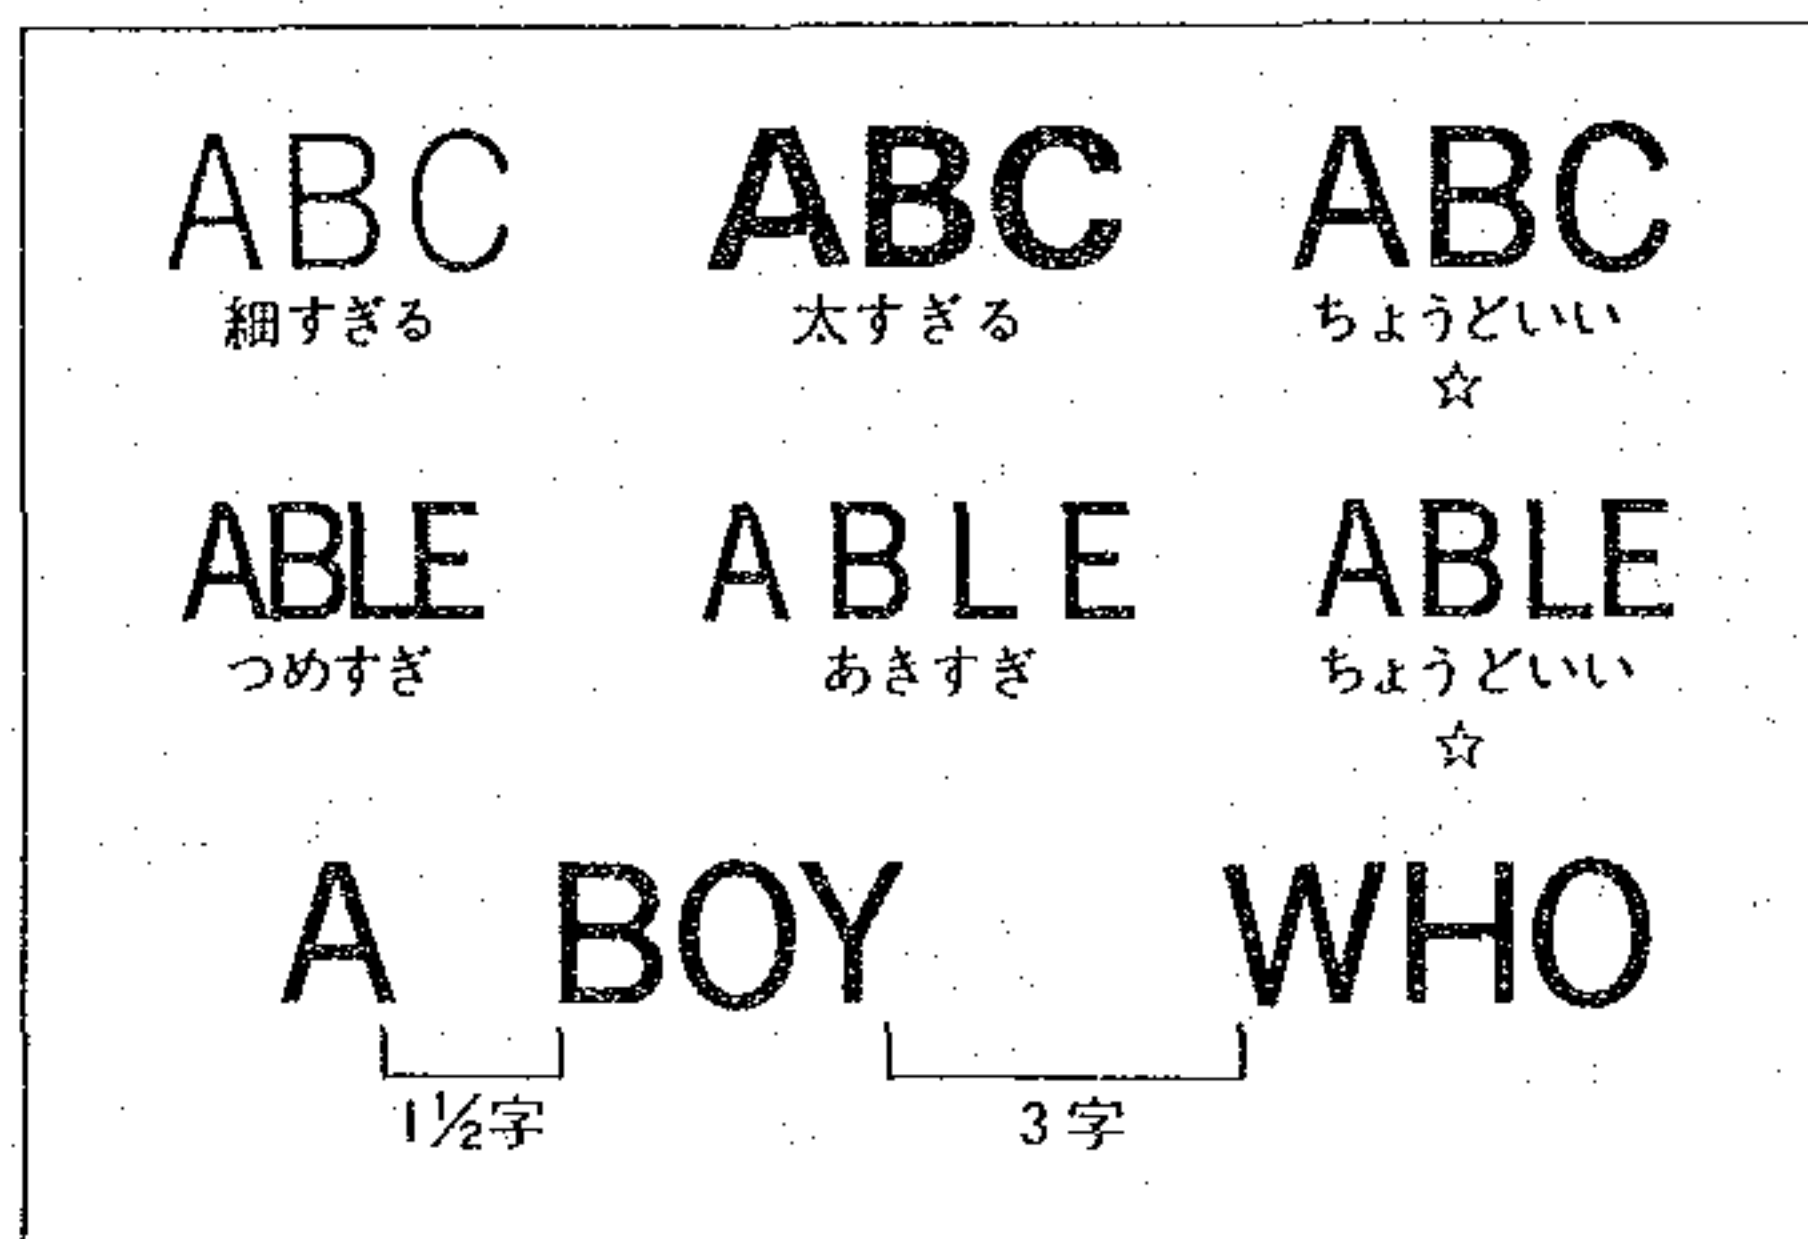 ABC ABC ABC
細すぎる 太すぎる ちょうどいい
☆
ABLE ABLE ABLE
つめすぎ あきすぎ ちょうどいい
☆
A BOY WHO
1½字 3字